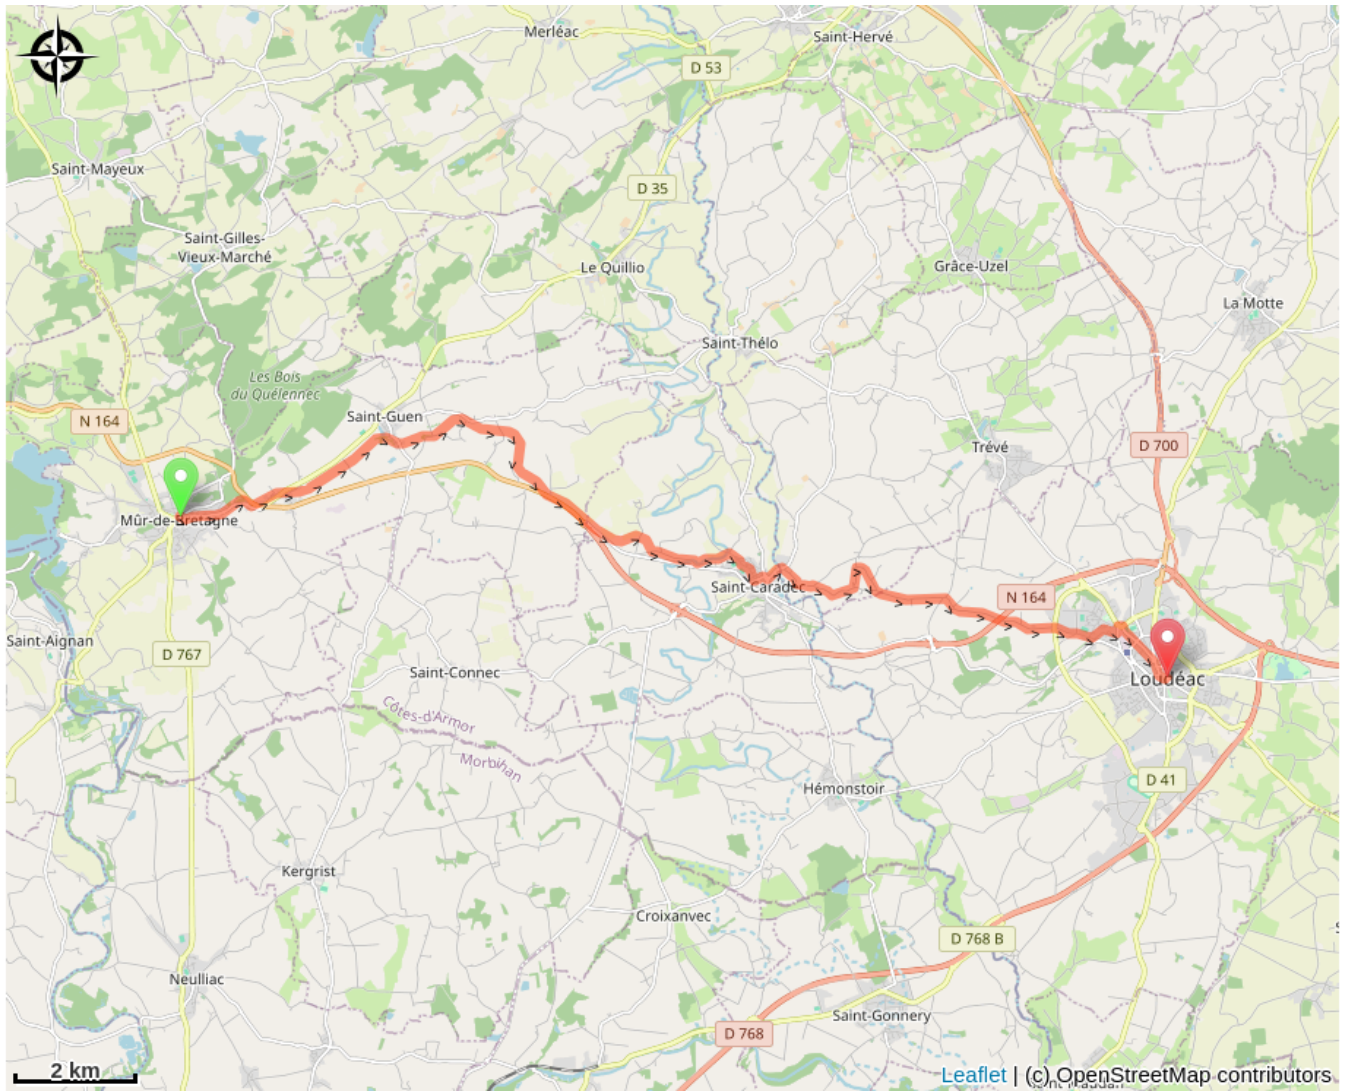 Merléac
Saint-Hervé
D 53
Saint-Mayeux
D 35
Saint-Gilles-
Vieux-Marché
Le Quillio
Grâce-Uzel
La Motte
Saint-Thélo
Les Bois
du Quélennec
Saint-Guen
N 164
Trévé
D 700
Mûr-de-Bretagne
Saint-Caradec
N 164
Saint-Aignan
D 767
Saint-Connec
Loudéac
Côtes-d'Armor
Morbihan
D 41
Hémonstoir
Kergrist
Croixanvec
D 768 B
Neulliac
Saint-Gonnery
D 768
2 km
Leaflet | (c) OpenStreetMap contributors